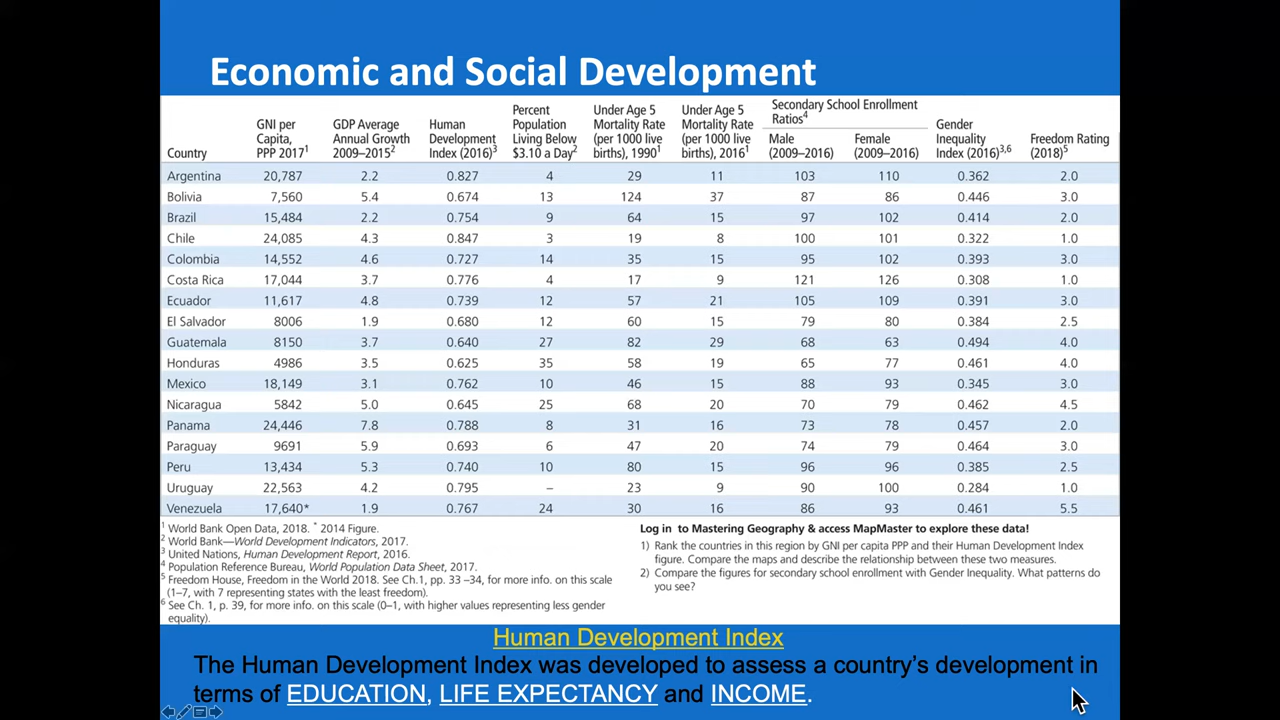 Economic and Social Development
Country GNI per Capita, PPP 2017¹ GDP Average Annual Growth 2009–2015² Human Development Index (2016)³ Percent Population Living Below $3.10 a Day² Under Age 5 Mortality Rate (per 1000 live births), 1990¹ Under Age 5 Mortality Rate (per 1000 live births), 2016¹ Secondary School Enrollment Ratios⁴ Male (2009–2016) Female (2009–2016) Gender Inequality Index (2016)³,⁶ Freedom Rating (2018)⁵
Argentina 20,787 2.2 0.827 4 29 11 103 110 0.362 2.0
Bolivia 7,560 5.4 0.674 13 124 37 87 86 0.446 3.0
Brazil 15,484 2.2 0.754 9 64 15 97 102 0.414 2.0
Chile 24,085 4.3 0.847 3 19 8 100 101 0.322 1.0
Colombia 14,552 4.6 0.727 14 35 15 95 102 0.393 3.0
Costa Rica 17,044 3.7 0.776 4 17 9 121 126 0.308 1.0
Ecuador 11,617 4.8 0.739 12 57 21 105 109 0.391 3.0
El Salvador 8006 1.9 0.680 12 60 15 79 80 0.384 2.5
Guatemala 8150 3.7 0.640 27 82 29 68 63 0.494 4.0
Honduras 4986 3.5 0.625 35 58 19 65 77 0.461 4.0
Mexico 18,149 3.1 0.762 10 46 15 88 93 0.345 3.0
Nicaragua 5842 5.0 0.645 25 68 20 70 79 0.462 4.5
Panama 24,446 7.8 0.788 8 31 16 73 78 0.457 2.0
Paraguay 9691 5.9 0.693 6 47 20 74 79 0.464 3.0
Peru 13,434 5.3 0.740 10 80 15 96 96 0.385 2.5
Uruguay 22,563 4.2 0.795 – 23 9 90 100 0.284 1.0
Venezuela 17,640* 1.9 0.767 24 30 16 86 93 0.461 5.5
¹ World Bank Open Data, 2018. * 2014 Figure.
² World Bank—World Development Indicators, 2017.
³ United Nations, Human Development Report, 2016.
⁴ Population Reference Bureau, World Population Data Sheet, 2017.
⁵ Freedom House, Freedom in the World 2018. See Ch.1, pp. 33 –34, for more info. on this scale
(1–7, with 7 representing states with the least freedom).
⁶ See Ch. 1, p. 39, for more info. on this scale (0–1, with higher values representing less gender
equality).
Log in to Mastering Geography & access MapMaster to explore these data!
1) Rank the countries in this region by GNI per capita PPP and their Human Development Index
figure. Compare the maps and describe the relationship between these two measures.
2) Compare the figures for secondary school enrollment with Gender Inequality. What patterns do
you see?
Human Development Index
The Human Development Index was developed to assess a country’s development in
terms of EDUCATION, LIFE EXPECTANCY and INCOME.